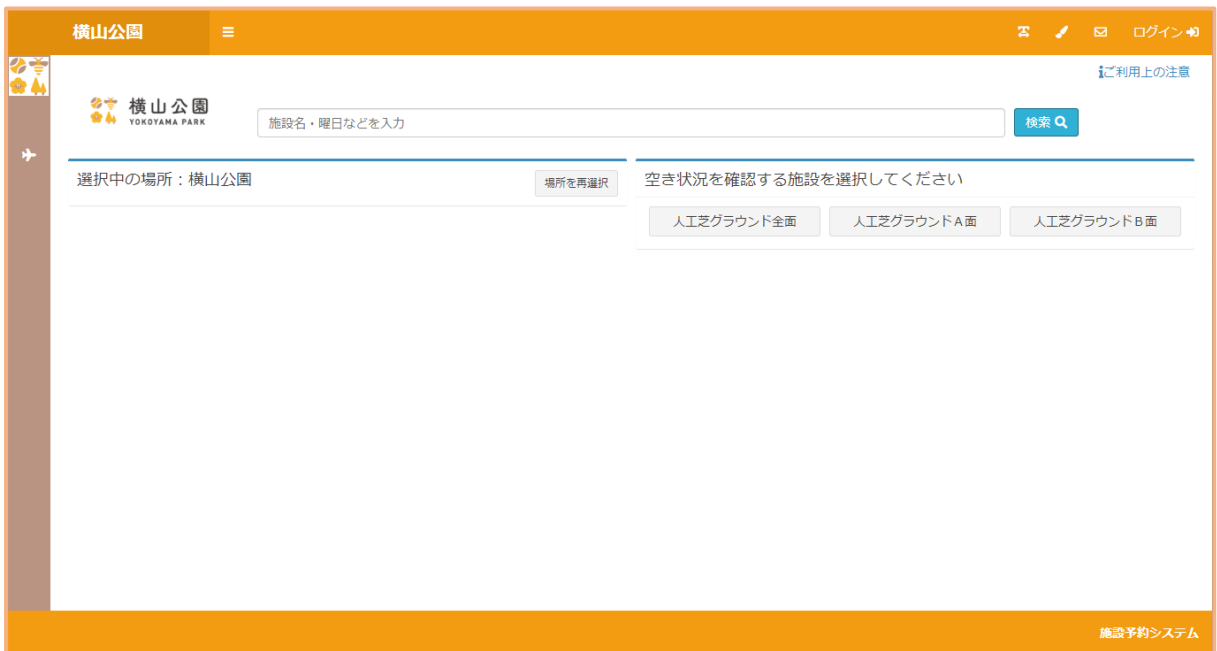 横山公園
ログイン
ご利用上の注意
横山公園
YOKOYAMA PARK
施設名・曜日などを入力
検索
選択中の場所：横山公園
場所を再選択
空き状況を確認する施設を選択してください
人工芝グラウンド全面
人工芝グラウンドＡ面
人工芝グラウンドＢ面
施設予約システム